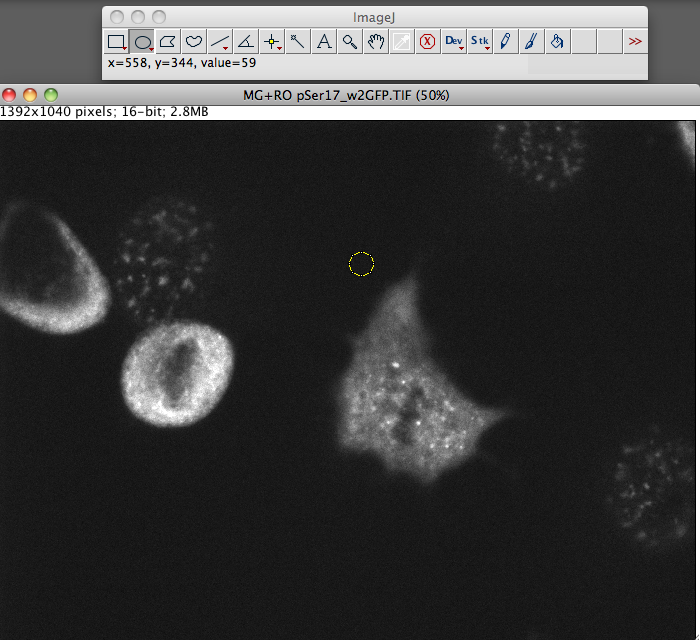 ImageJ
A
Dev
Stk
>>
x=558, y=344, value=59
MG+RO pSer17_w2GFP.TIF (50%)
1392x1040 pixels; 16-bit; 2.8MB